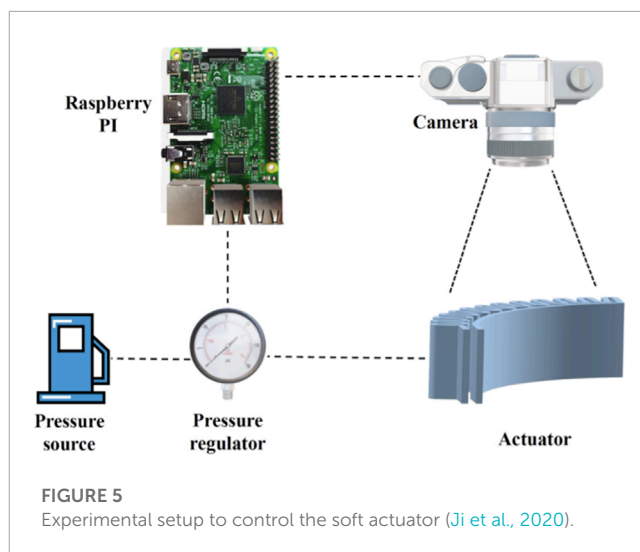 Raspberry
PI
Camera
Pressure
source
Pressure
regulator
Actuator
FIGURE 5
Experimental setup to control the soft actuator (Ji et al., 2020).